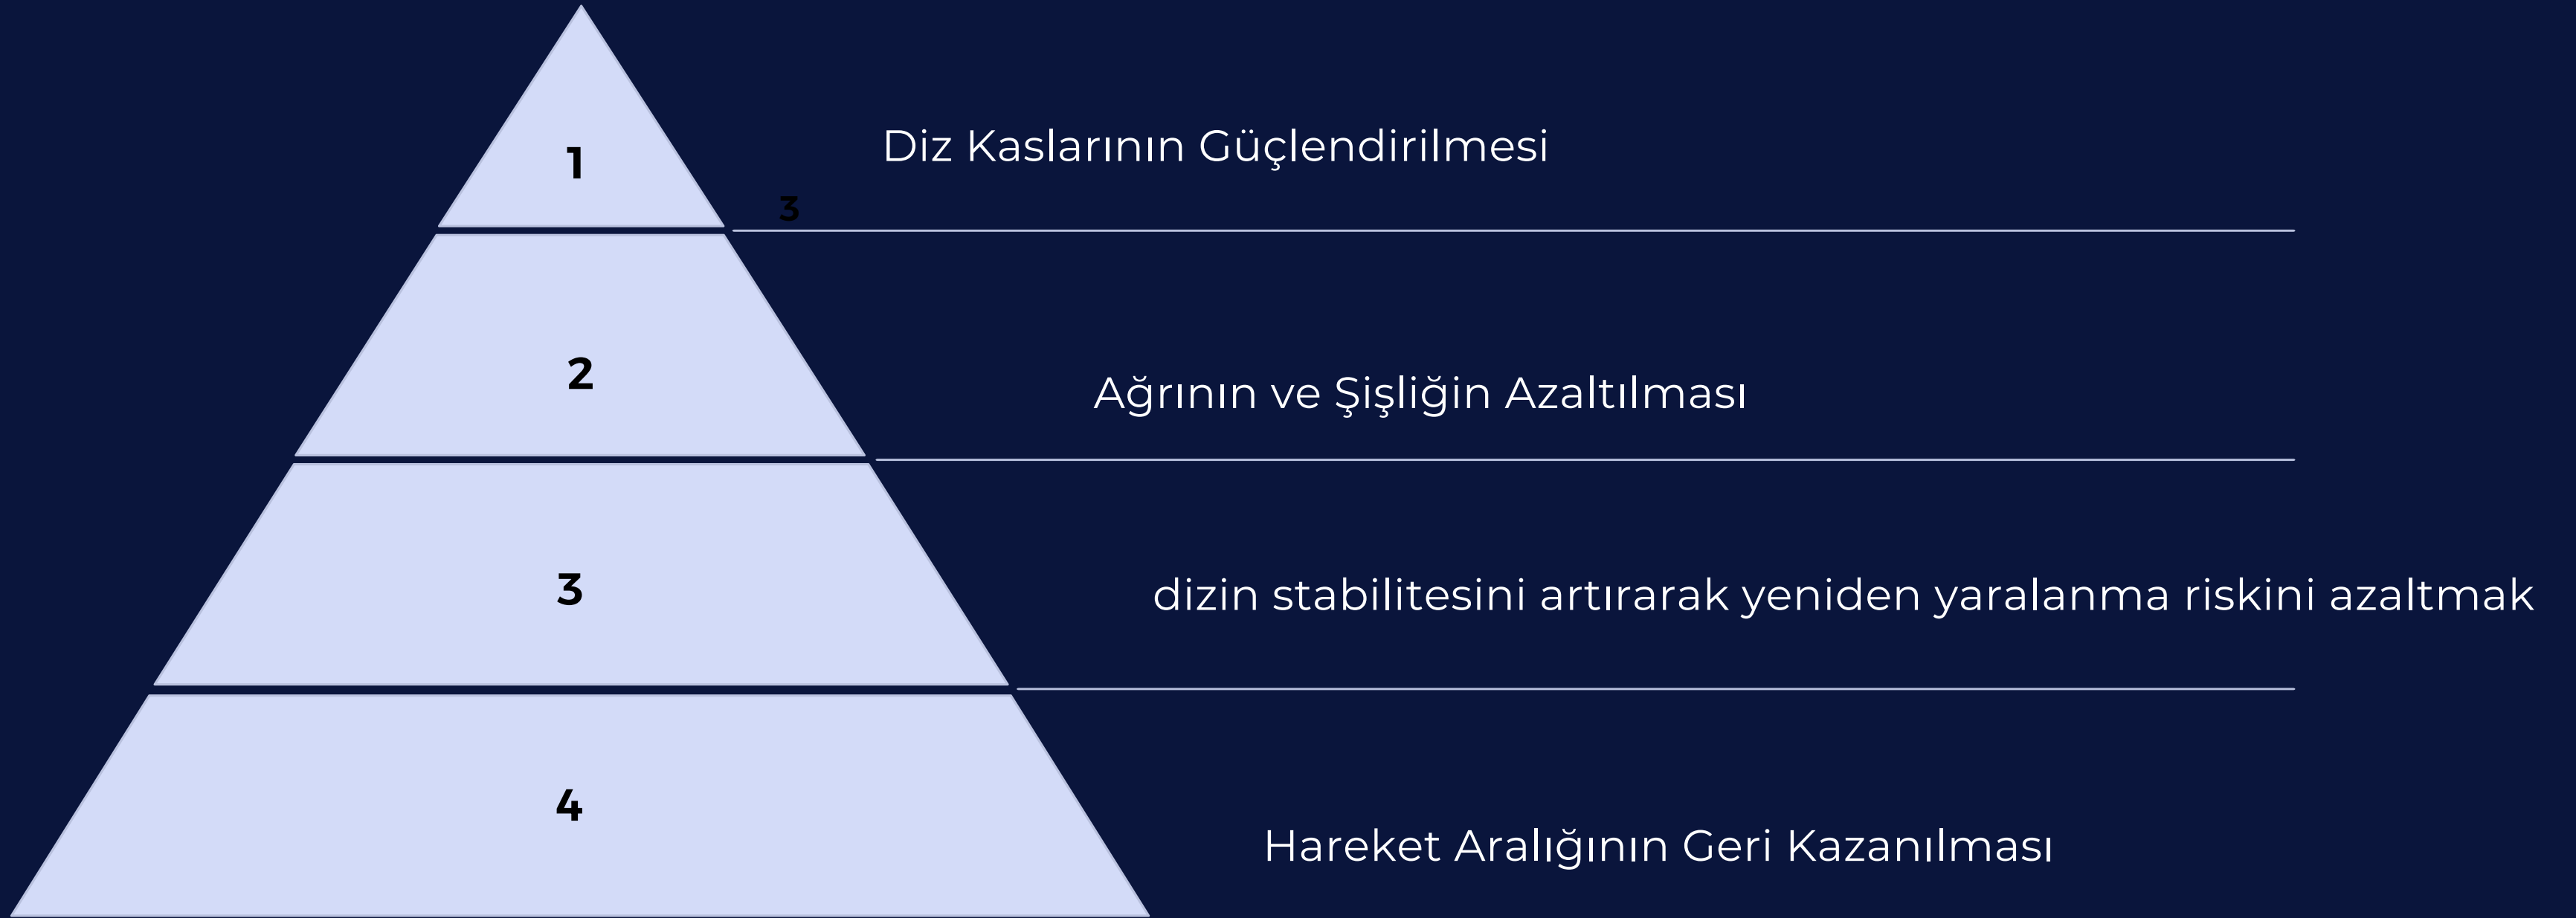 1
Diz Kaslarının Güçlendirilmesi
3
2
Ağrının ve Şişliğin Azaltılması
3
dizin stabilitesini artırarak yeniden yaralanma riskini azaltmak
4
Hareket Aralığının Geri Kazanılması